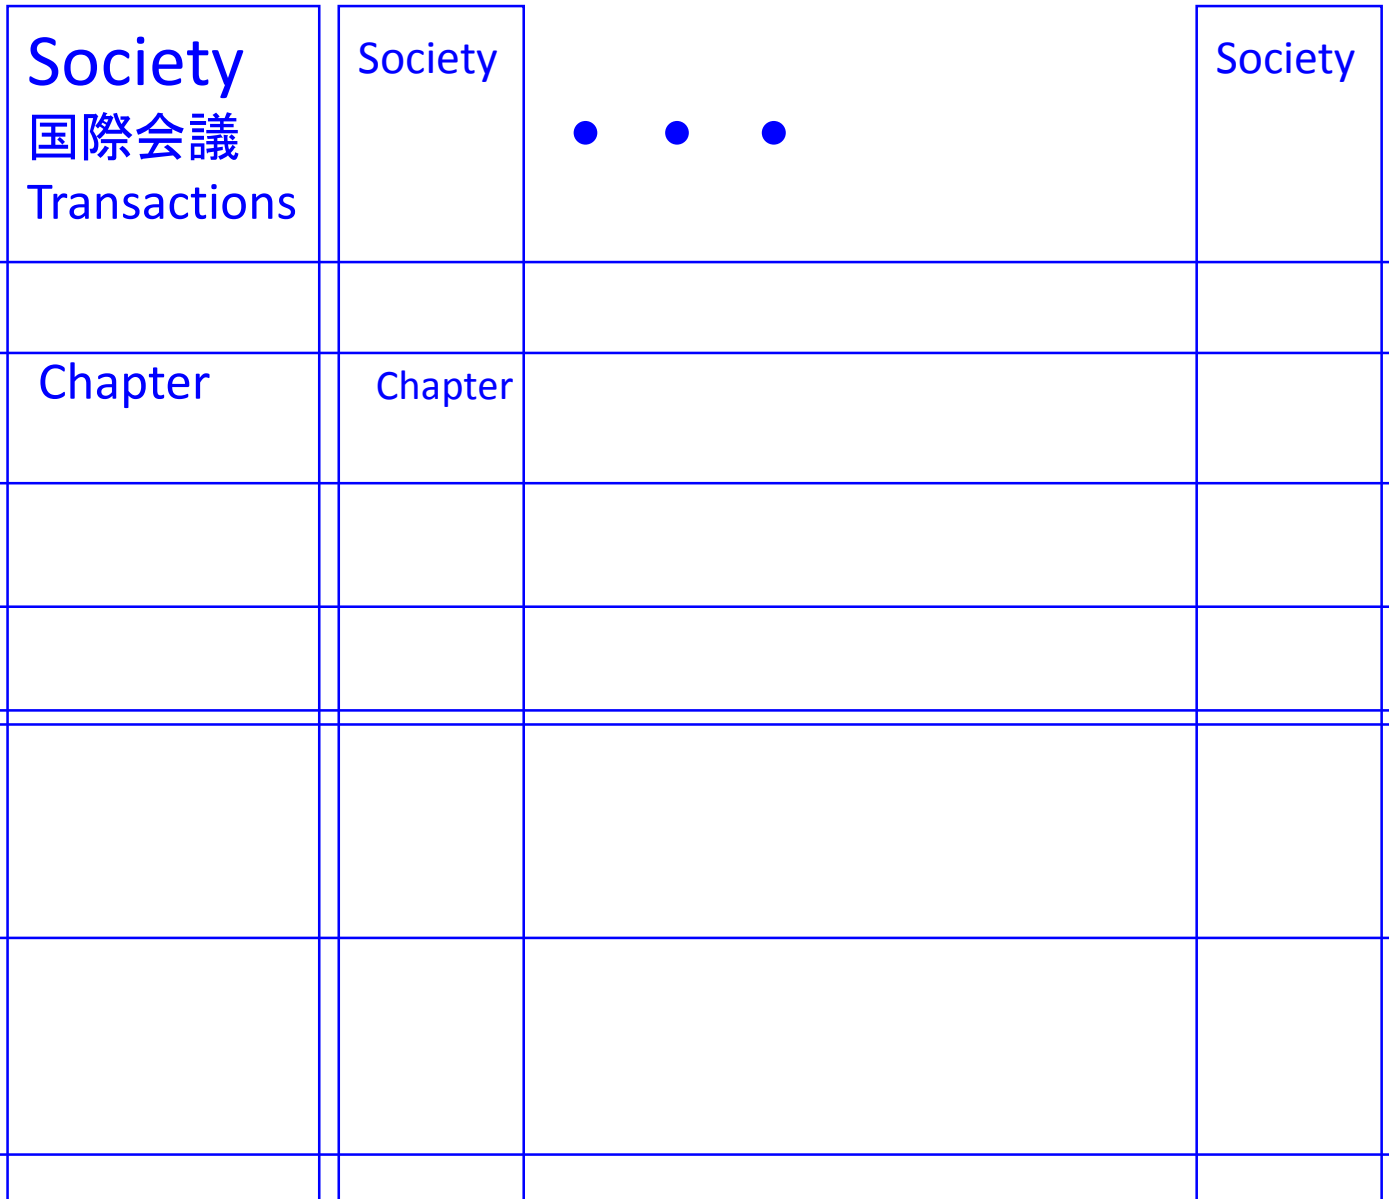 Society
国際会議
Transactions
Society
• • •
Society
Chapter
Chapter